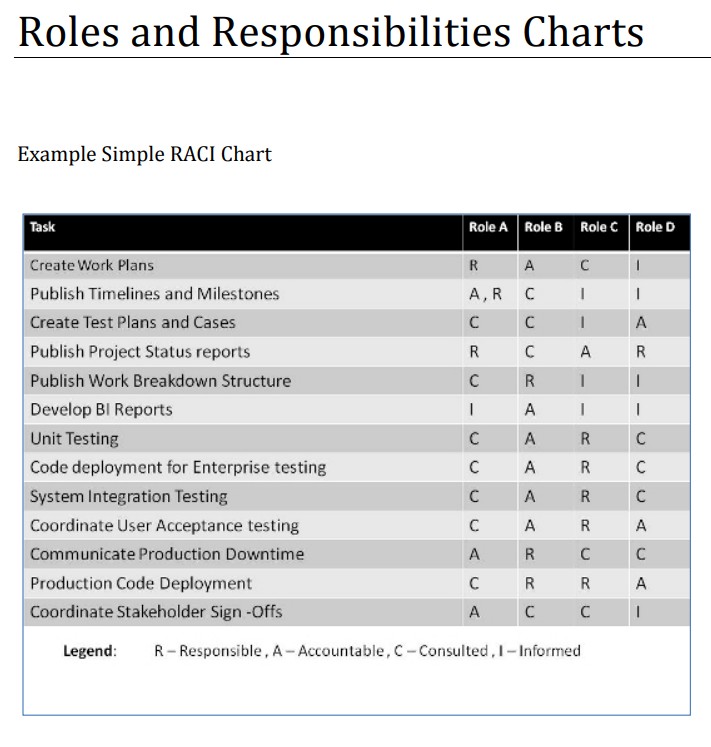 Roles and Responsibilities Charts
Example Simple RACI Chart
Task Role A Role B Role C Role D
Create Work Plans R A C I
Publish Timelines and Milestones A , R C I I
Create Test Plans and Cases C C I A
Publish Project Status reports R C A R
Publish Work Breakdown Structure C R I I
Develop BI Reports I A I I
Unit Testing C A R C
Code deployment for Enterprise testing C A R C
System Integration Testing C A R C
Coordinate User Acceptance testing C A R A
Communicate Production Downtime A R C C
Production Code Deployment C R R A
Coordinate Stakeholder Sign -Offs A C C I
Legend: R – Responsible , A – Accountable , C – Consulted , I – Informed